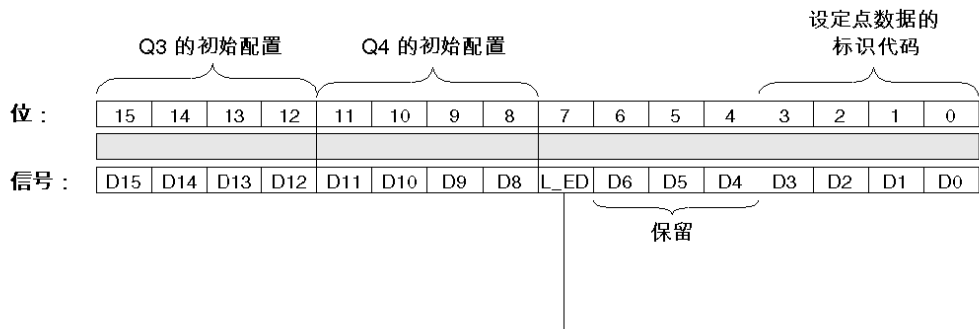 设定点数据的
标识代码
Q3 的初始配置 Q4 的初始配置
位: 15 14 13 12 11 10 9 8 7 6 5 4 3 2 1 0
信号: D15 D14 D13 D12 D11 D10 D9 D8 L_ED D6 D5 D4 D3 D2 D1 D0
保留